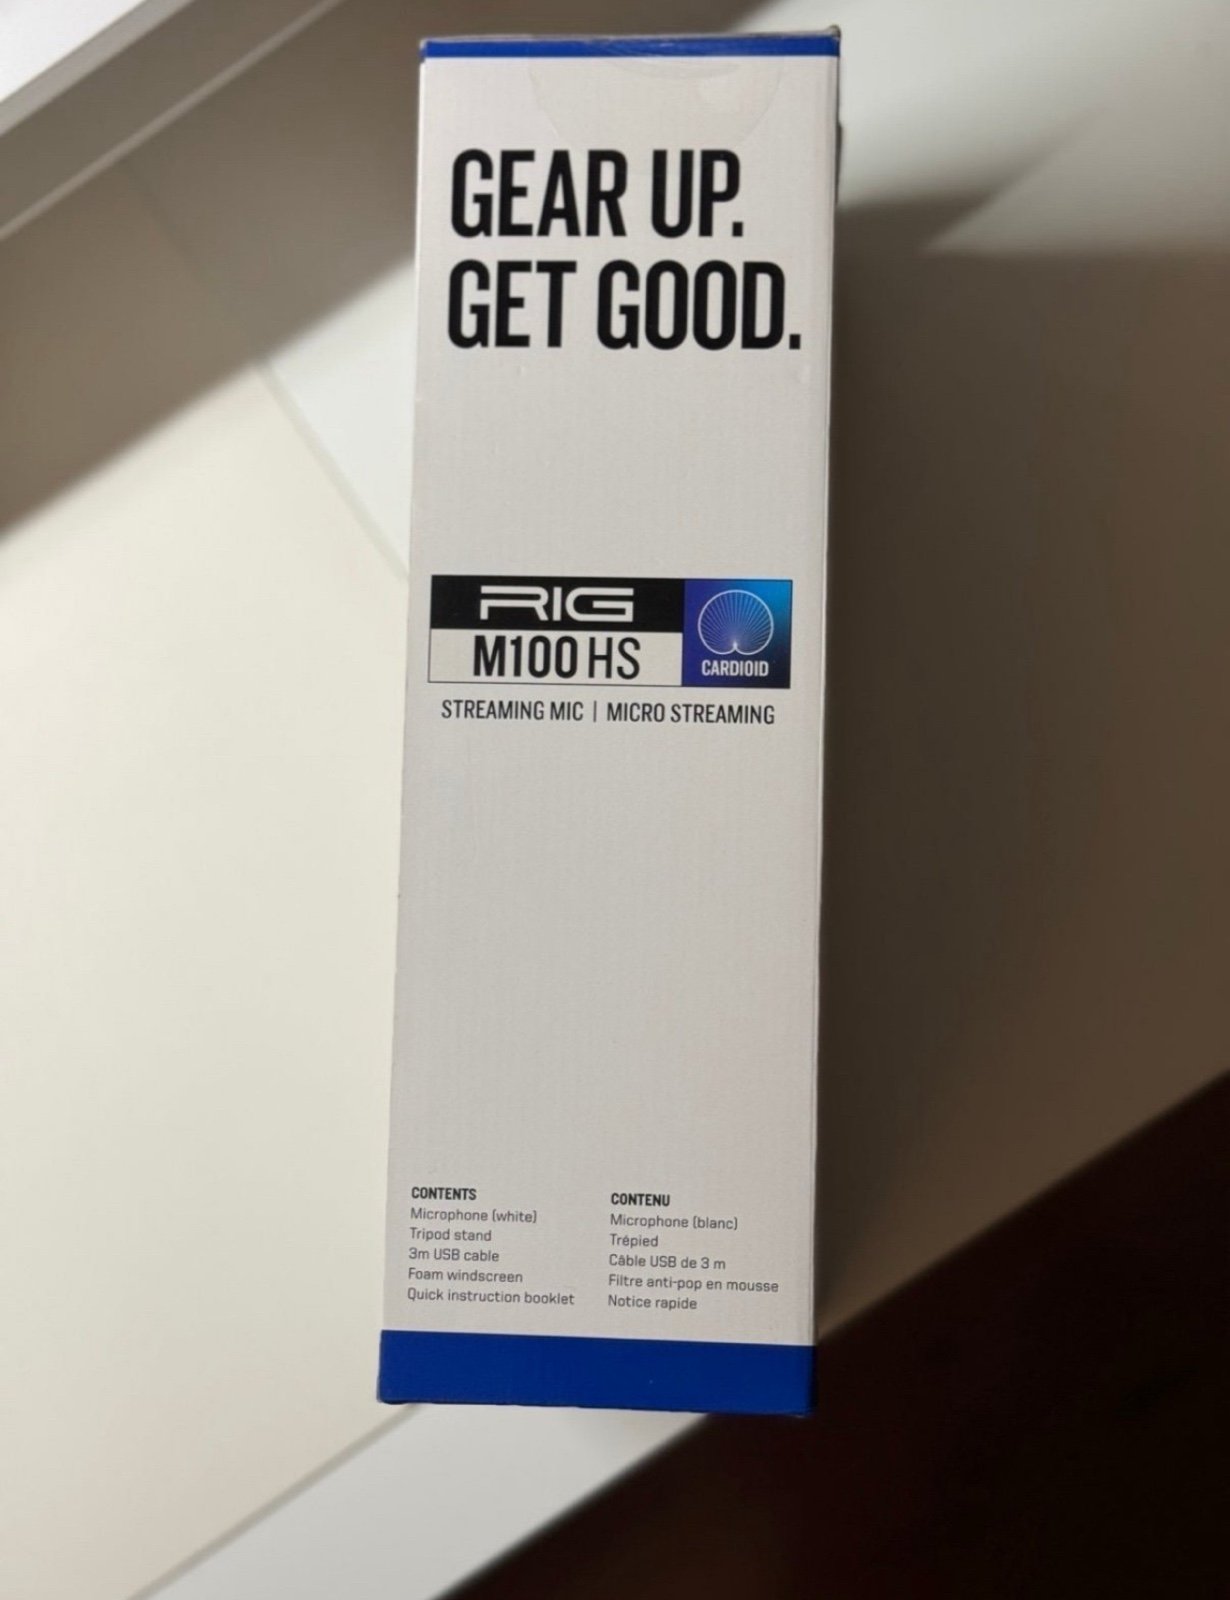 GEAR UP.
GET GOOD.
RIG
M100 HS
CARDIOID
STREAMING MIC | MICRO STREAMING
CONTENTS
Microphone (white)
Tripod stand
3m USB cable
Foam windscreen
Quick instruction booklet
CONTENU
Microphone (blanc)
Trépied
Câble USB de 3 m
Filtre anti-pop en mousse
Notice rapide